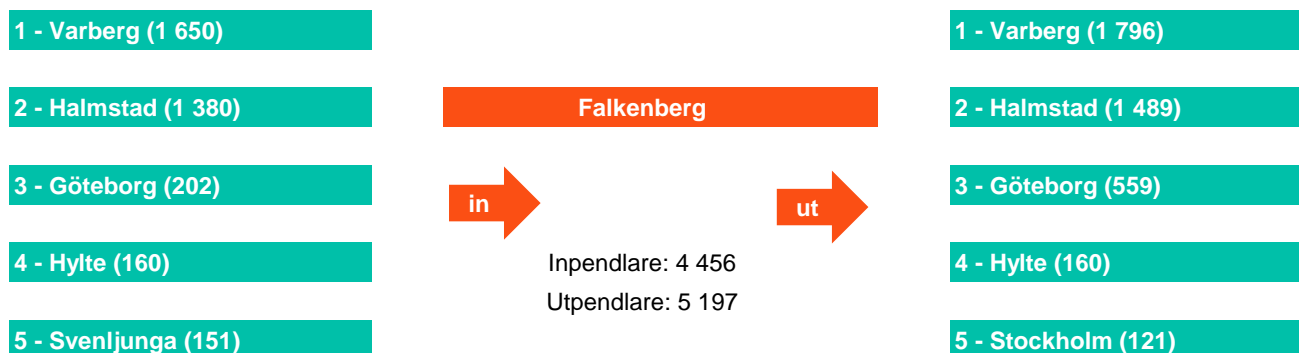 1 - Varberg (1 650)
2 - Halmstad (1 380)
3 - Göteborg (202)
4 - Hylte (160)
5 - Svenljunga (151)
Falkenberg
in
ut
Inpendlare: 4 456
Utpendlare: 5 197
1 - Varberg (1 796)
2 - Halmstad (1 489)
3 - Göteborg (559)
4 - Hylte (160)
5 - Stockholm (121)